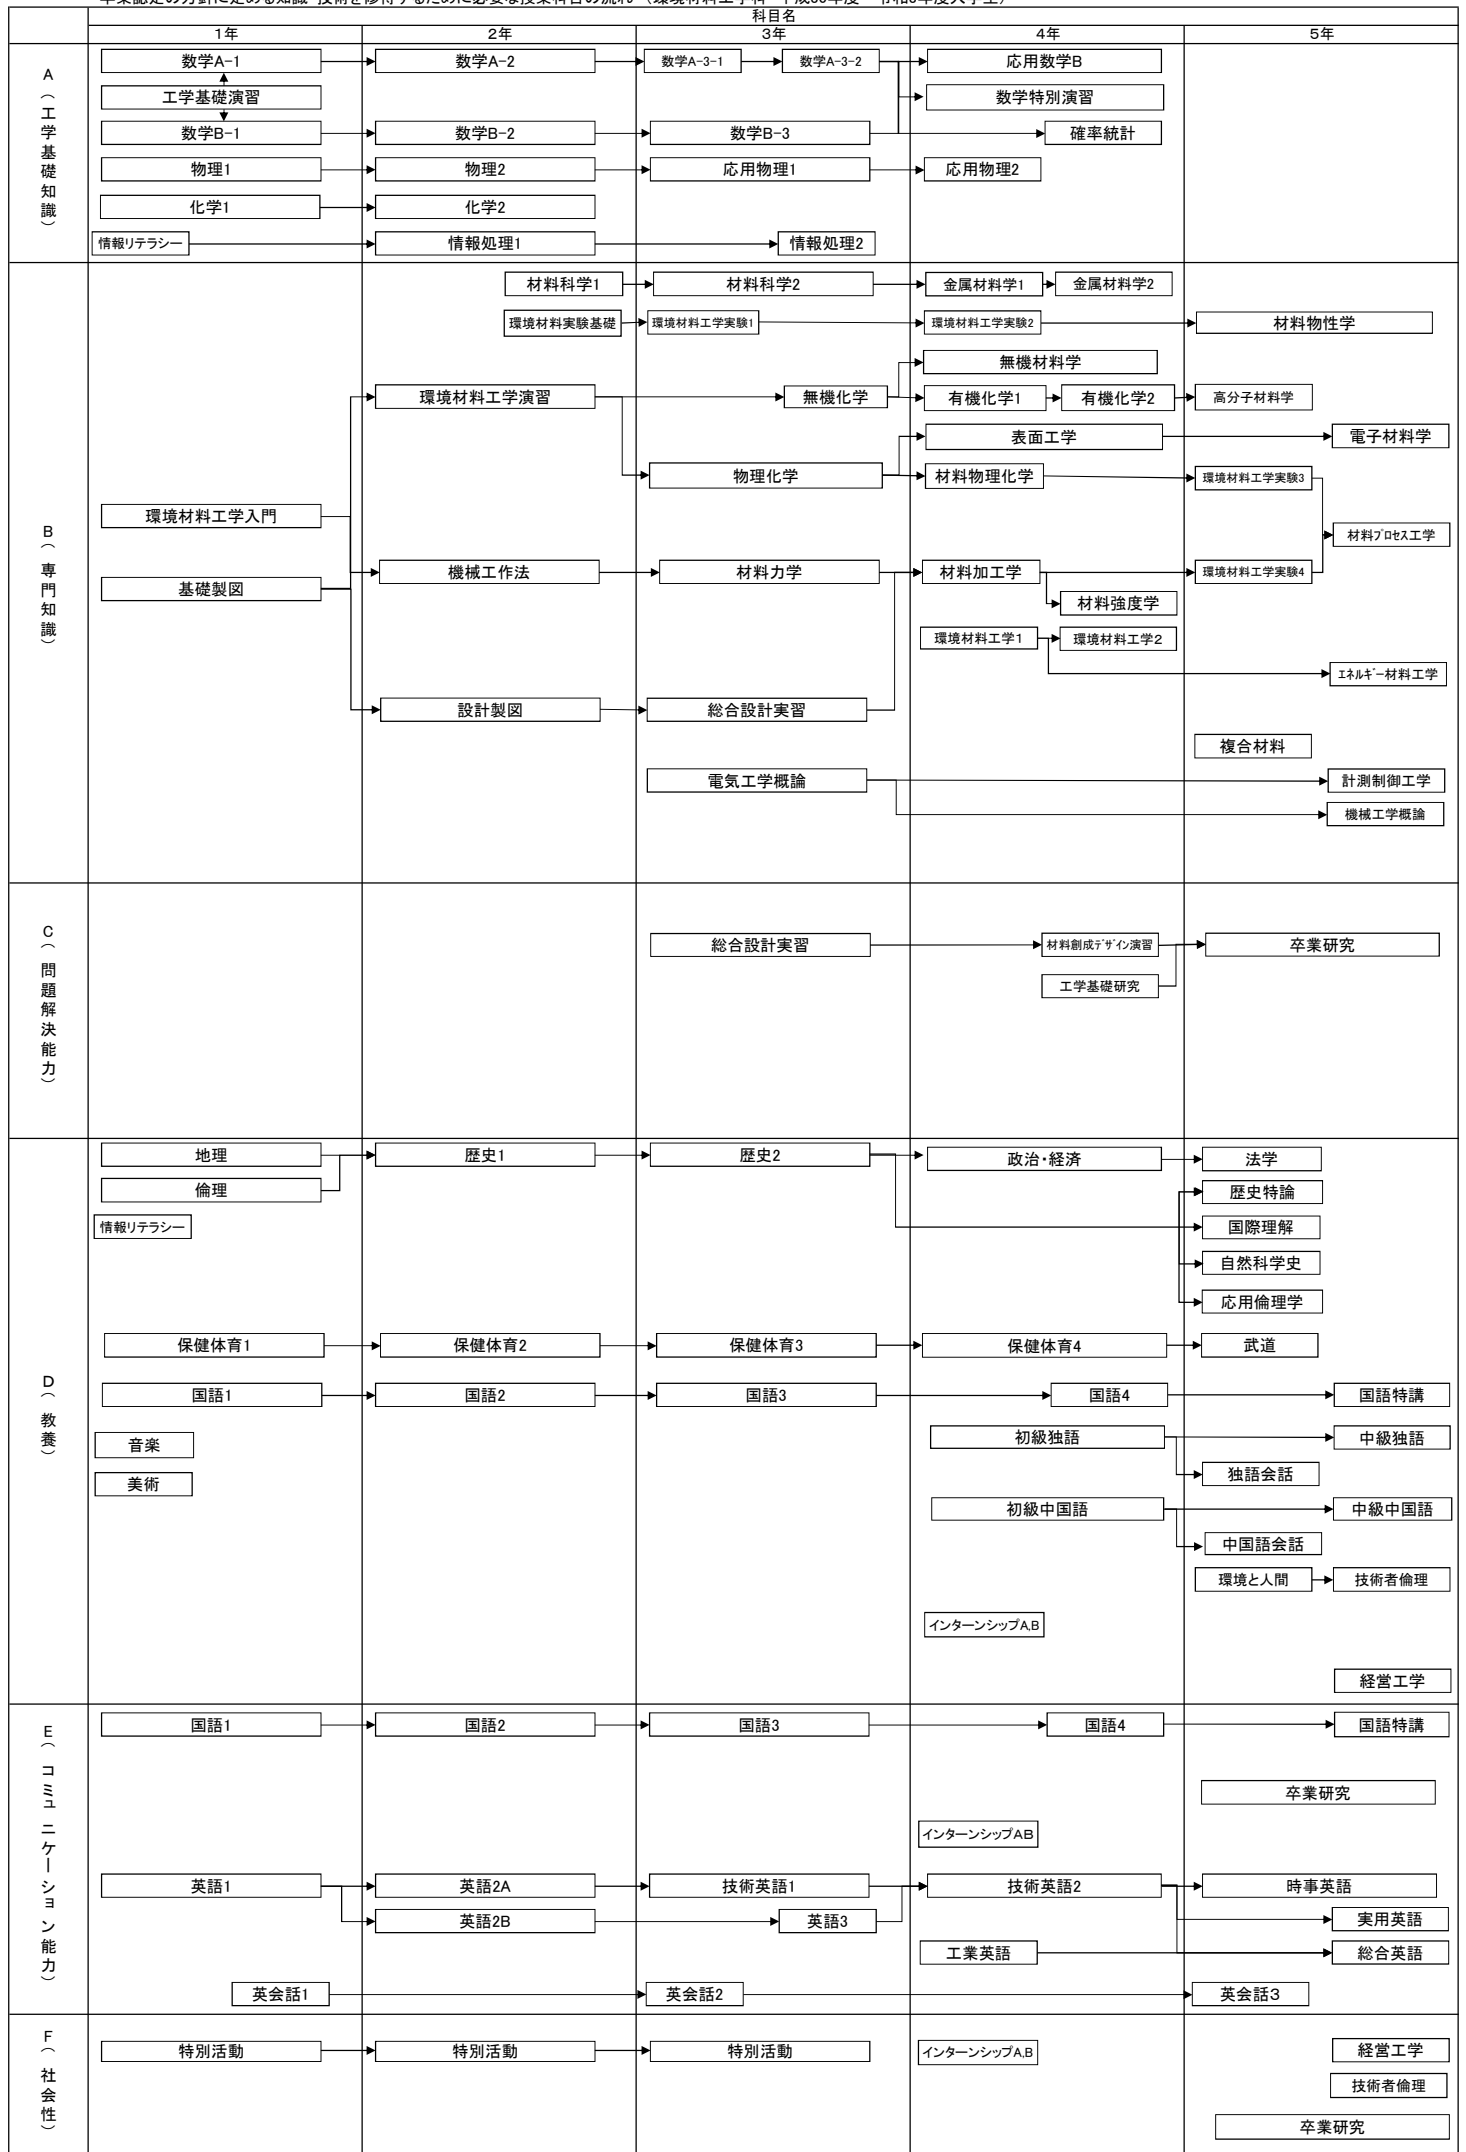 科目名
1年 2年 3年 4年 5年
A(工学基礎知識)
数学A-1 数学A-2 数学A-3-1 数学A-3-2 応用数学B
工学基礎演習 数学特別演習
数学B-1 数学B-2 数学B-3 確率統計
物理1 物理2 応用物理1 応用物理2
化学1 化学2
情報リテラシー 情報処理1 情報処理2
B(専門知識)
材料科学1 材料科学2 金属材料学1 金属材料学2
環境材料実験基礎 環境材料工学実験1 環境材料工学実験2 材料物性学
無機材料学
環境材料工学演習 無機化学 有機化学1 有機化学2 高分子材料学
表面工学 電子材料学
物理化学 材料物理化学 環境材料工学実験3
環境材料工学入門
材料プロセス工学
機械工作法 材料力学 材料加工学 環境材料工学実験4
基礎製図
材料強度学
環境材料工学1 環境材料工学2
エネルギー材料工学
設計製図 総合設計実習
複合材料
電気工学概論 計測制御工学
機械工学概論
C(問題解決能力)
総合設計実習 材料創成デザイン演習 卒業研究
工学基礎研究
D(教養)
地理 歴史1 歴史2 政治・経済 法学
倫理 歴史特論
情報リテラシー 国際理解
自然科学史
応用倫理学
保健体育1 保健体育2 保健体育3 保健体育4 武道
国語1 国語2 国語3 国語4 国語特講
音楽 初級独語 中級独語
美術 独語会話
初級中国語 中級中国語
中国語会話
環境と人間 技術者倫理
インターンシップA,B
経営工学
E(コミュニケーション能力)
国語1 国語2 国語3 国語4 国語特講
卒業研究
インターンシップAB
英語1 英語2A 技術英語1 技術英語2 時事英語
英語2B 英語3 実用英語
工業英語 総合英語
英会話1 英会話2 英会話3
F(社会性)
特別活動 特別活動 特別活動 インターンシップA,B 経営工学
技術者倫理
卒業研究